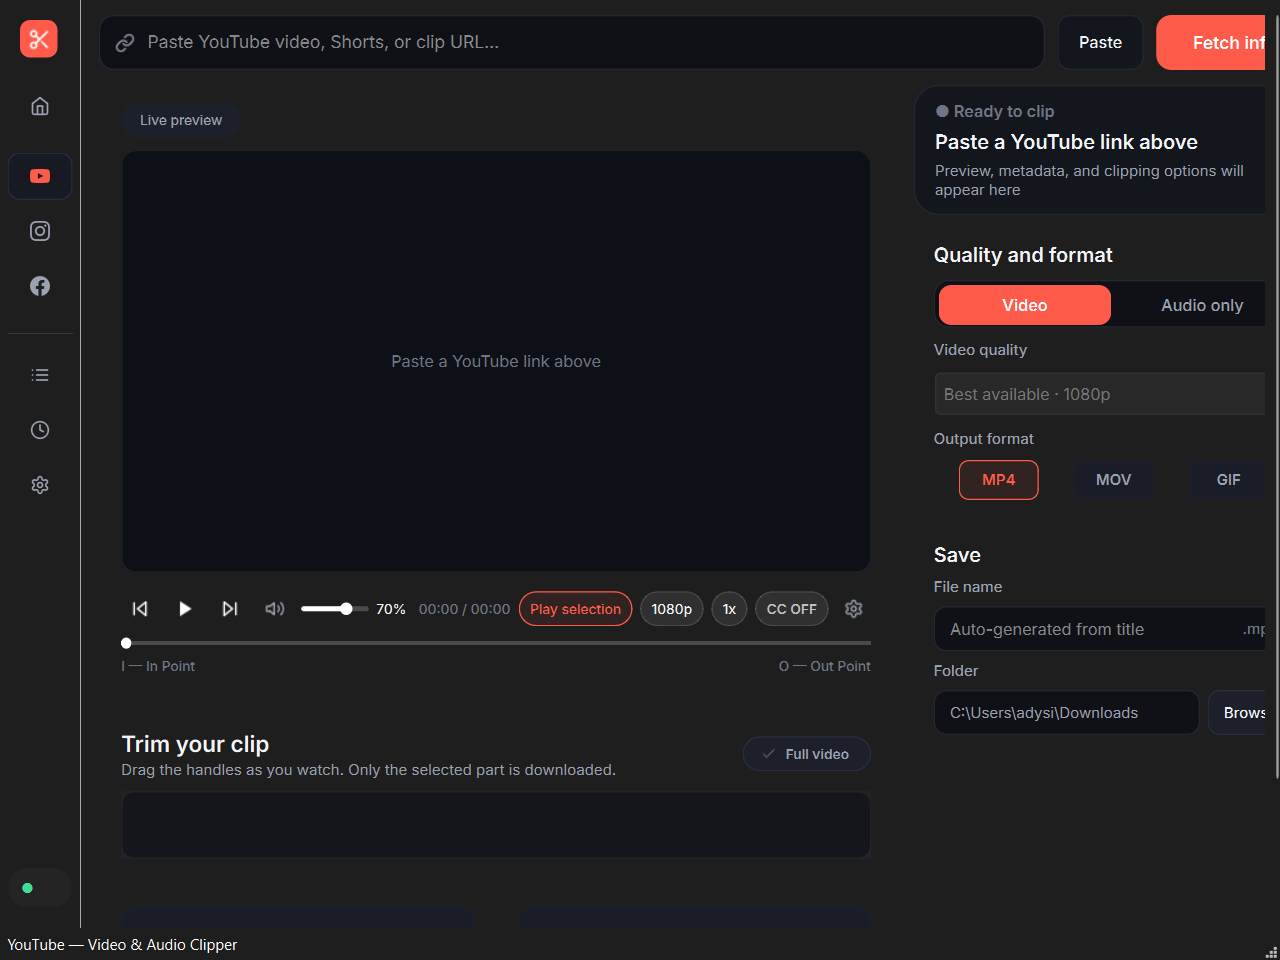 Paste YouTube video, Shorts, or clip URL...
Paste
Fetch inf
Live preview
Paste a YouTube link above
Ready to clip
Paste a YouTube link above
Preview, metadata, and clipping options will
appear here
Quality and format
Video
Audio only
Video quality
Best available · 1080p
Output format
MP4
MOV
GIF
Save
File name
Auto-generated from title
.mp
Folder
C:\Users\adysi\Downloads
Brows
70%
00:00 / 00:00
Play selection
1080p
1x
CC OFF
I — In Point
O — Out Point
Trim your clip
Drag the handles as you watch. Only the selected part is downloaded.
Full video
YouTube — Video & Audio Clipper